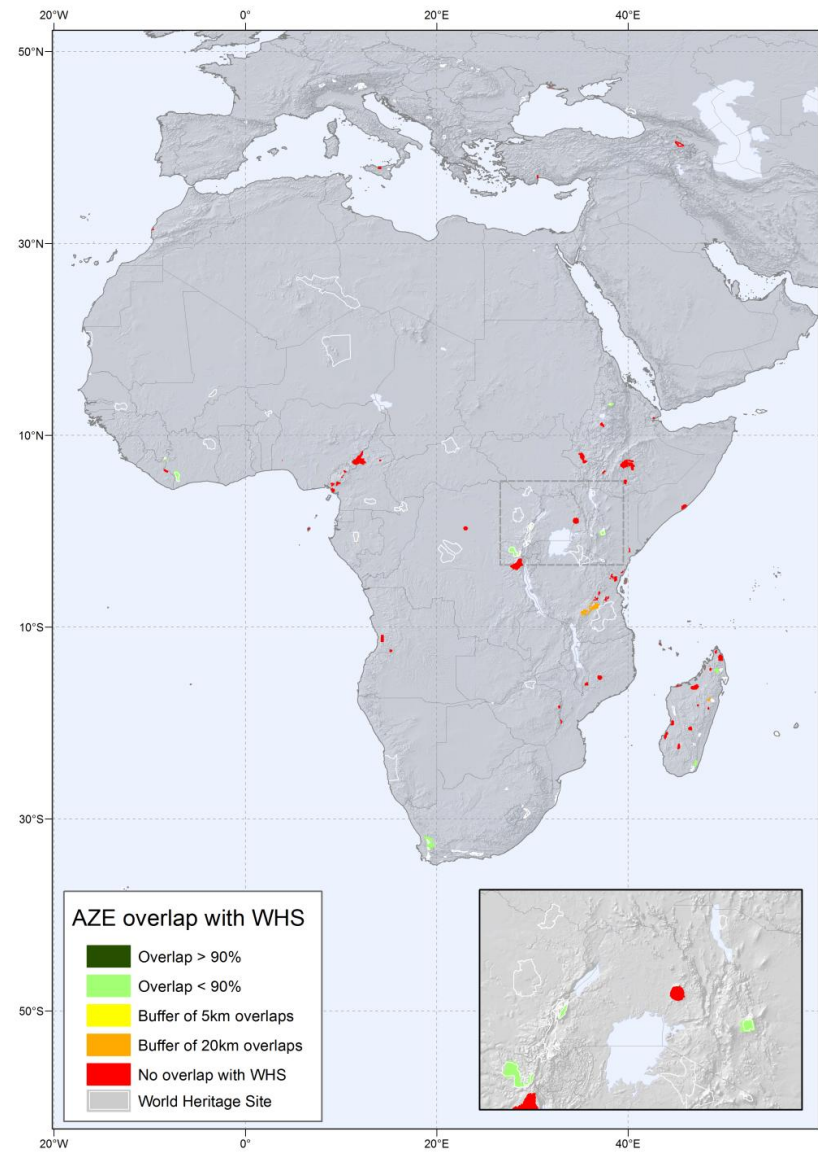 20°W 0° 20°E 40°E
50°N
30°N
10°N
10°S
30°S
50°S
AZE overlap with WHS
Overlap > 90%
Overlap < 90%
Buffer of 5km overlaps
Buffer of 20km overlaps
No overlap with WHS
World Heritage Site
20°W 0° 20°E 40°E